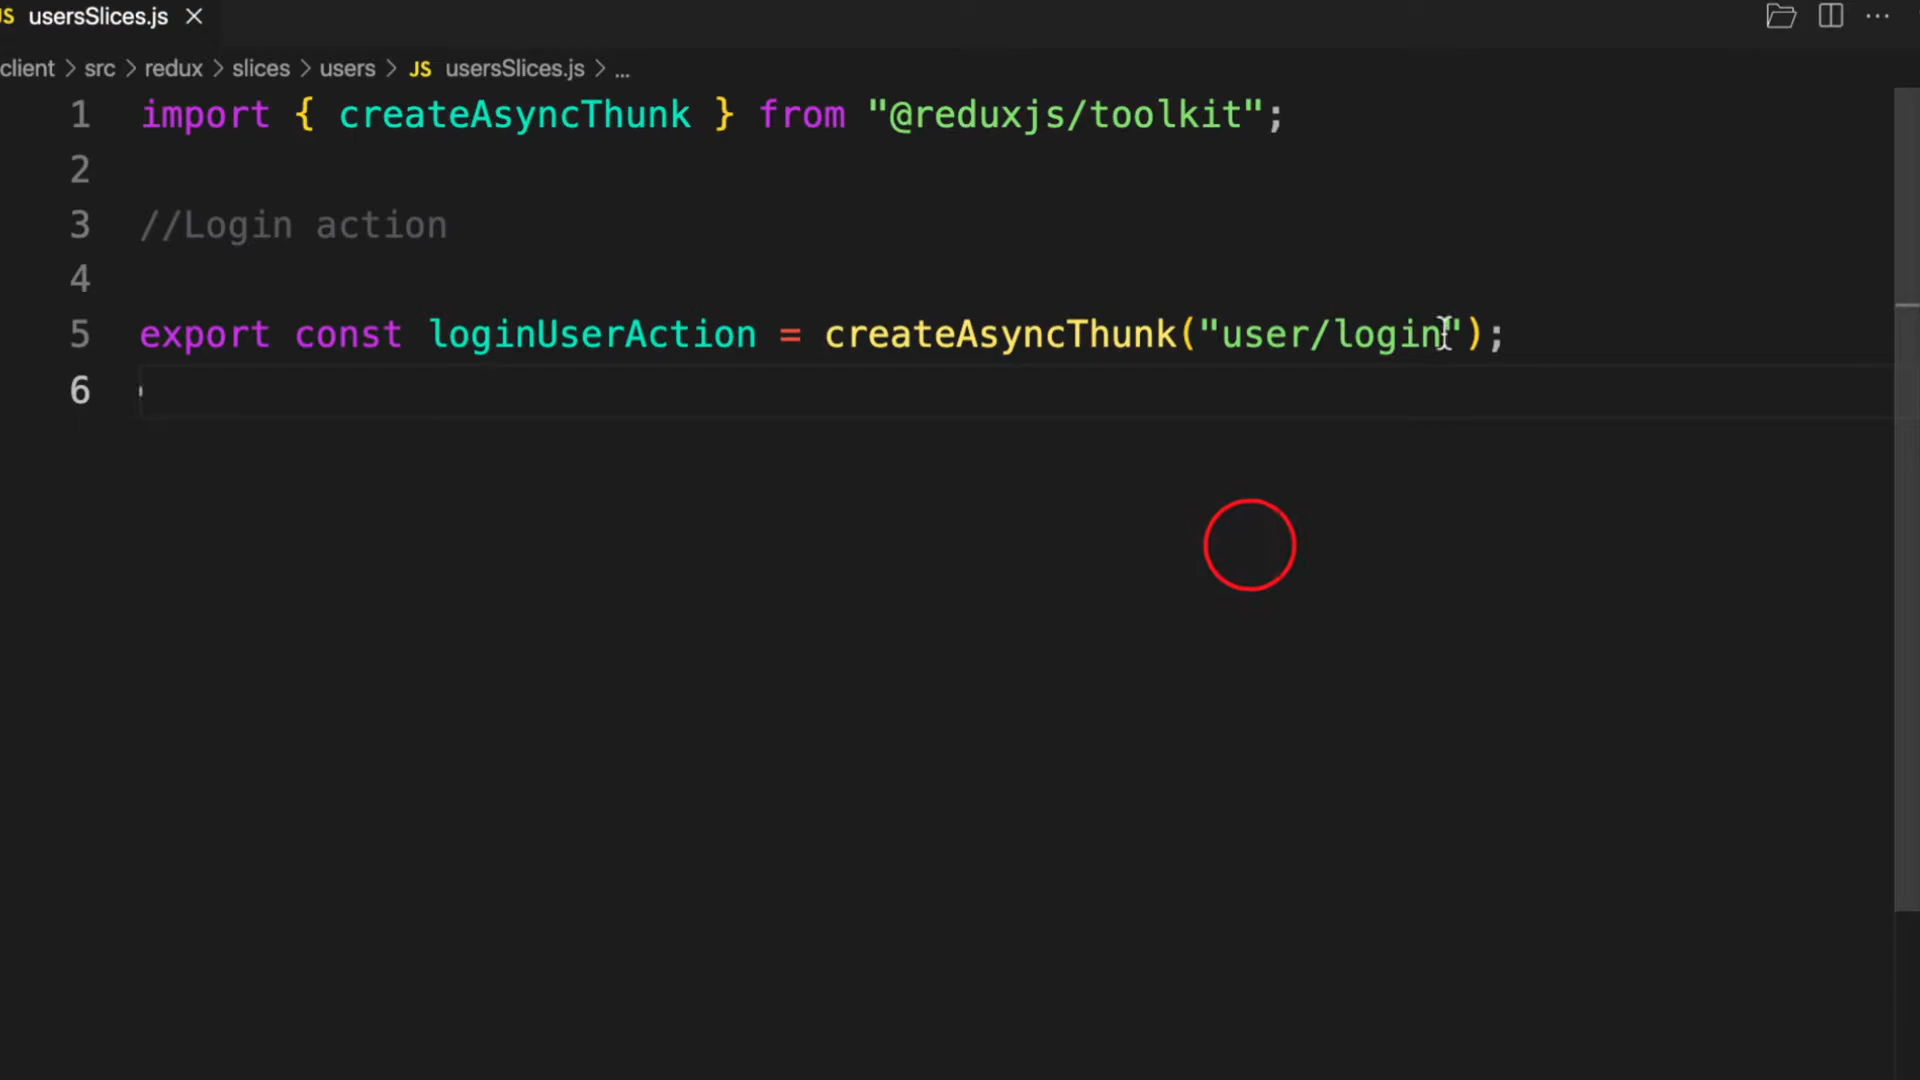 JS usersSlices.js
client > src > redux > slices > users > JS usersSlices.js > ...
1 import { createAsyncThunk } from "@reduxjs/toolkit";
2
3 //Login action
4
5 export const loginUserAction = createAsyncThunk("user/login");
6